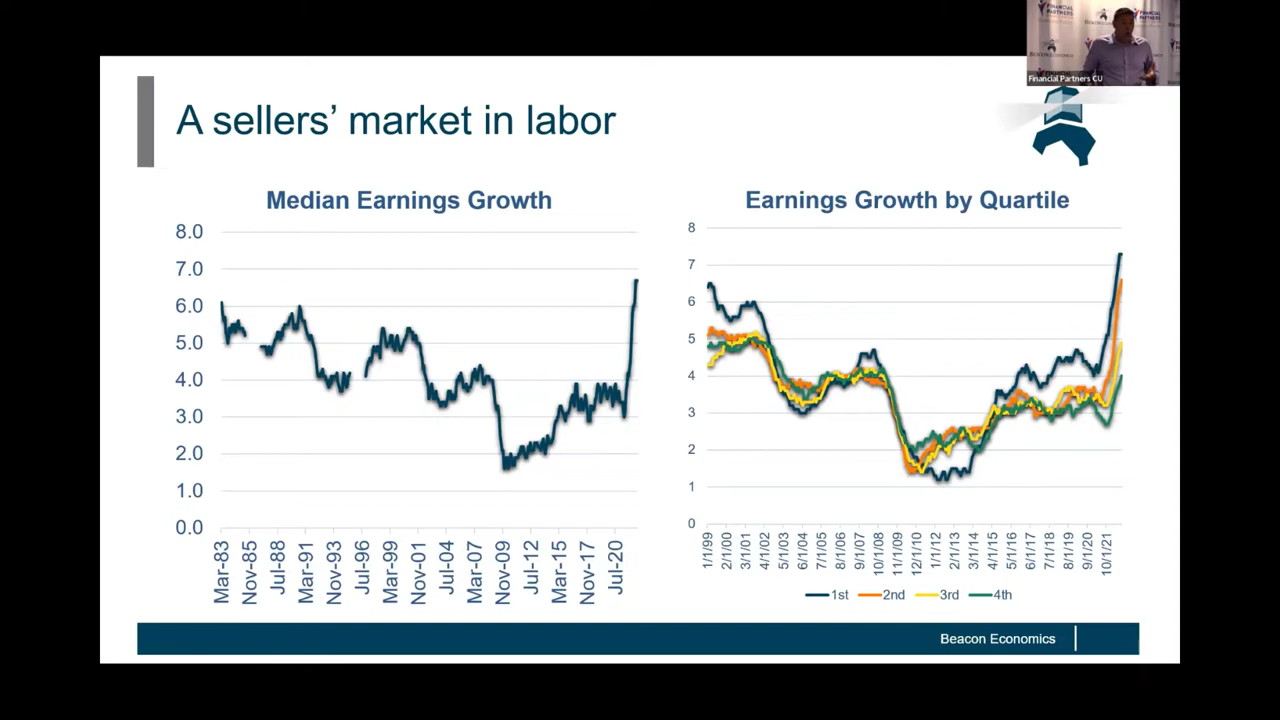 FINANCIAL PARTNERS
BEACON ECONOMICS
Financial Partners CU
A sellers' market in labor
Median Earnings Growth
8.0
7.0
6.0
5.0
4.0
3.0
2.0
1.0
0.0
Mar-83
Nov-85
Jul-88
Mar-91
Nov-93
Jul-96
Mar-99
Nov-01
Jul-04
Mar-07
Nov-09
Jul-12
Mar-15
Nov-17
Jul-20
Earnings Growth by Quartile
8
7
6
5
4
3
2
1
0
1/1/99
2/1/00
3/1/01
4/1/02
5/1/03
6/1/04
7/1/05
8/1/06
9/1/07
10/1/08
11/1/09
12/1/10
1/1/12
2/1/13
3/1/14
4/1/15
5/1/16
6/1/17
7/1/18
8/1/19
9/1/20
10/1/21
1st 2nd 3rd 4th
Beacon Economics